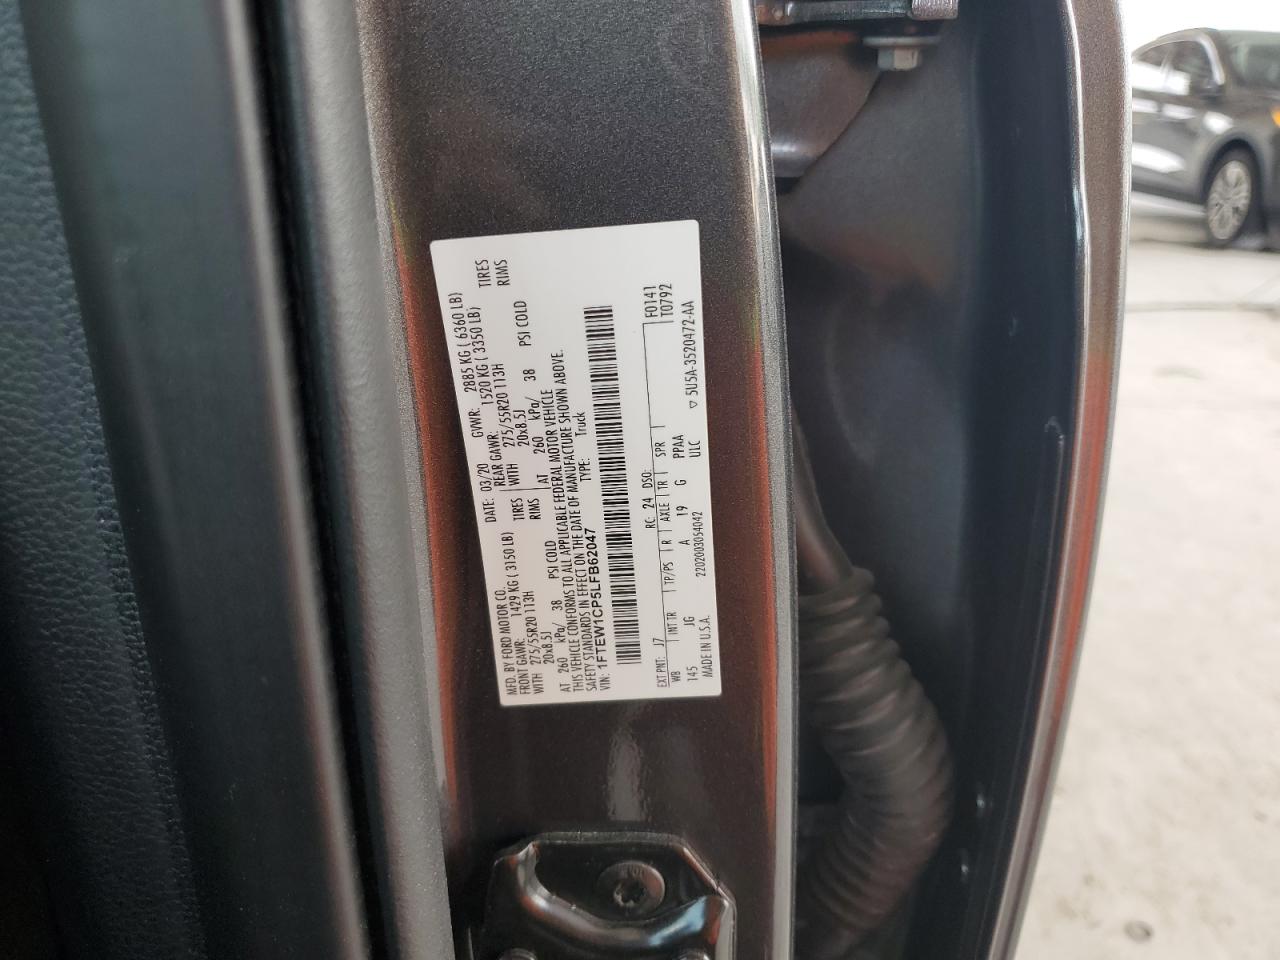 MFD. BY FORD MOTOR CO. DATE: 03/20 GVWR: 2885 KG ( 6360 LB)
FRONT GAWR: 1429 KG ( 3150 LB) REAR GAWR: 1520 KG ( 3350 LB)
WITH 275/55R20 113H TIRES WITH 275/55R20 113H TIRES
20x8.5J RIMS 20x8.5J RIMS
AT 260 kPa/ 38 PSI COLD AT 260 kPa/ 38 PSI COLD
THIS VEHICLE CONFORMS TO ALL APPLICABLE FEDERAL MOTOR VEHICLE
SAFETY STANDARDS IN EFFECT ON THE DATE OF MANUFACTURE SHOWN ABOVE.
VIN: 1FTEW1CP5LFB62047 TYPE: Truck
F0141
T0792
EXT PNT: J7 RC: 24 DSO:
WB INT TR TP/PS R AXLE TR SPR
145 JG A 19 G PPAA
MADE IN U.S.A. 2202003054042 ULC ▽ 5U5A-3520472-AA